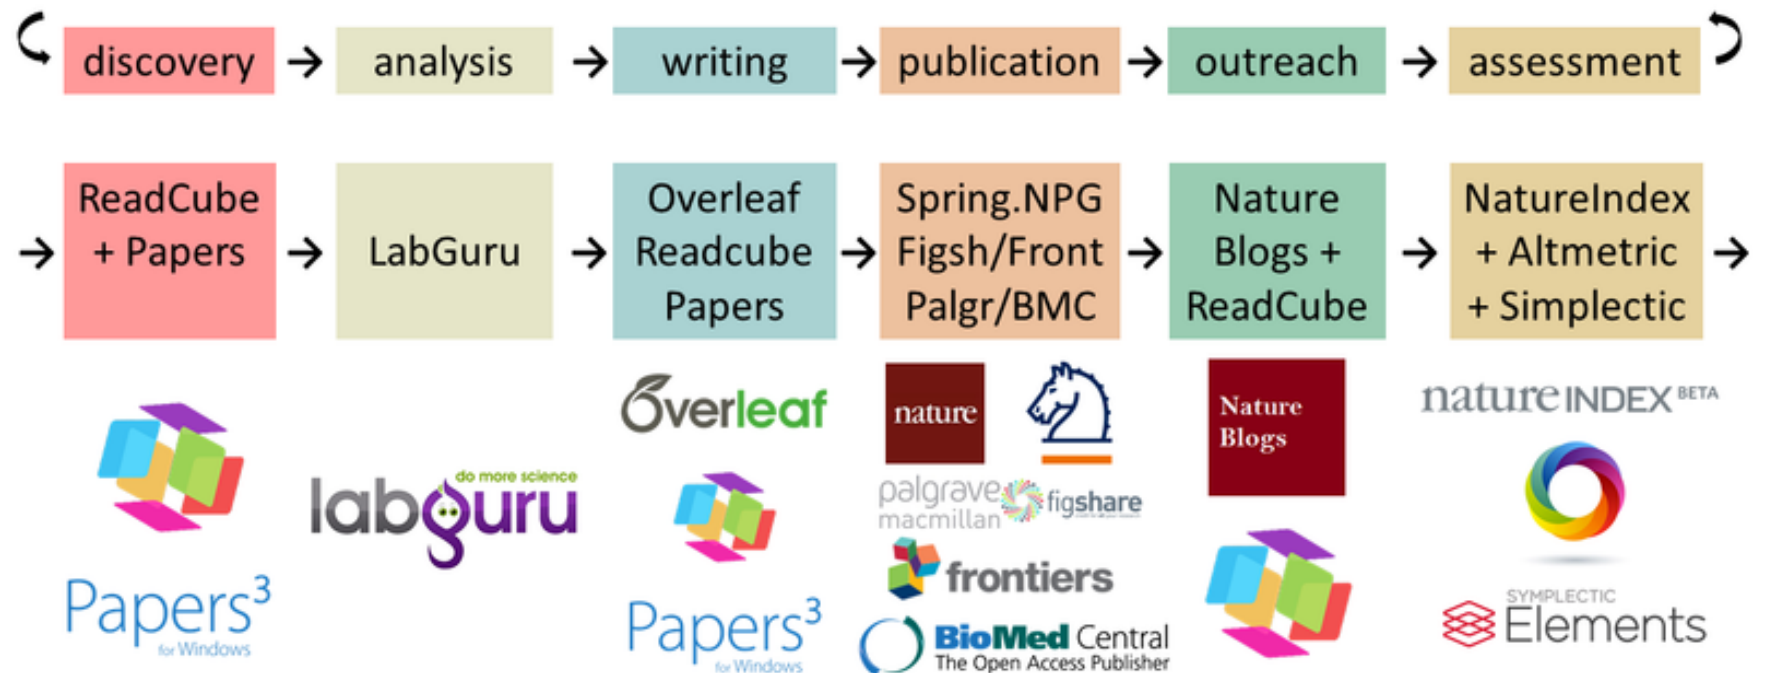 discovery
analysis
writing
publication
outreach
assessment
ReadCube
+ Papers
LabGuru
Overleaf
Readcube
Papers
Spring.NPG
Figsh/Front
Palgr/BMC
Nature
Blogs +
ReadCube
NatureIndex
+ Altmetric
+ Simplectic
Papers3
for Windows
do more science
labguru
Overleaf
Papers3
for Windows
nature
palgrave
macmillan
figshare
frontiers
BioMed Central
The Open Access Publisher
Nature
Blogs
nature INDEX BETA
SYMPLECTIC
Elements